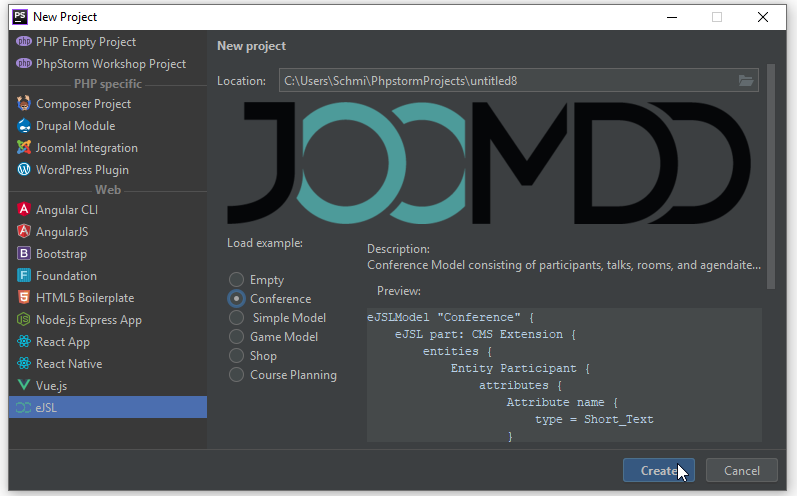 PS New Project
php PHP Empty Project
php PhpStorm Workshop Project
PHP specific
Composer Project
Drupal Module
Joomla! Integration
WordPress Plugin
Web
Angular CLI
AngularJS
B Bootstrap
F Foundation
HTML5 Boilerplate
Node.js Express App
React App
React Native
Vue.js
eJSL
New project
Location: C:\Users\Schmi\PhpstormProjects\untitled8
JOOMDD
Load example:
Empty
Conference
Simple Model
Game Model
Shop
Course Planning
Description:
Conference Model consisting of participants, talks, rooms, and agendaite...
Preview:
eJSLModel "Conference" {
eJSL part: CMS Extension {
entities {
Entity Participant {
attributes {
Attribute name {
type = Short_Text
}
Create Cancel